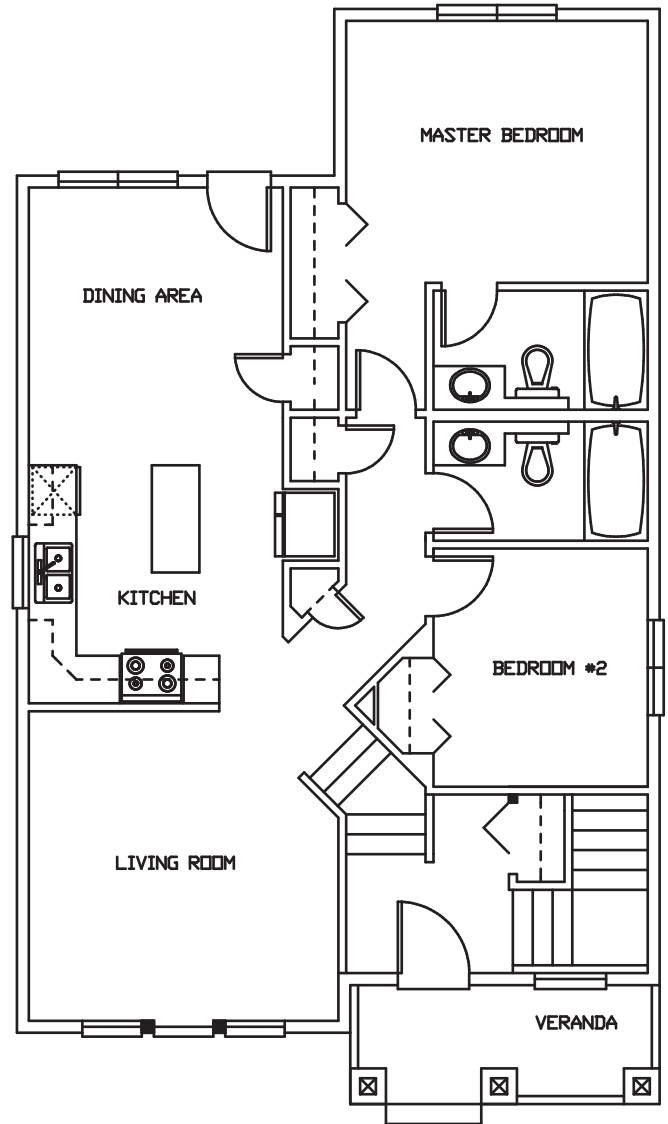 MASTER BEDROOM
DINING AREA
KITCHEN
BEDROOM #2
LIVING ROOM
VERANDA